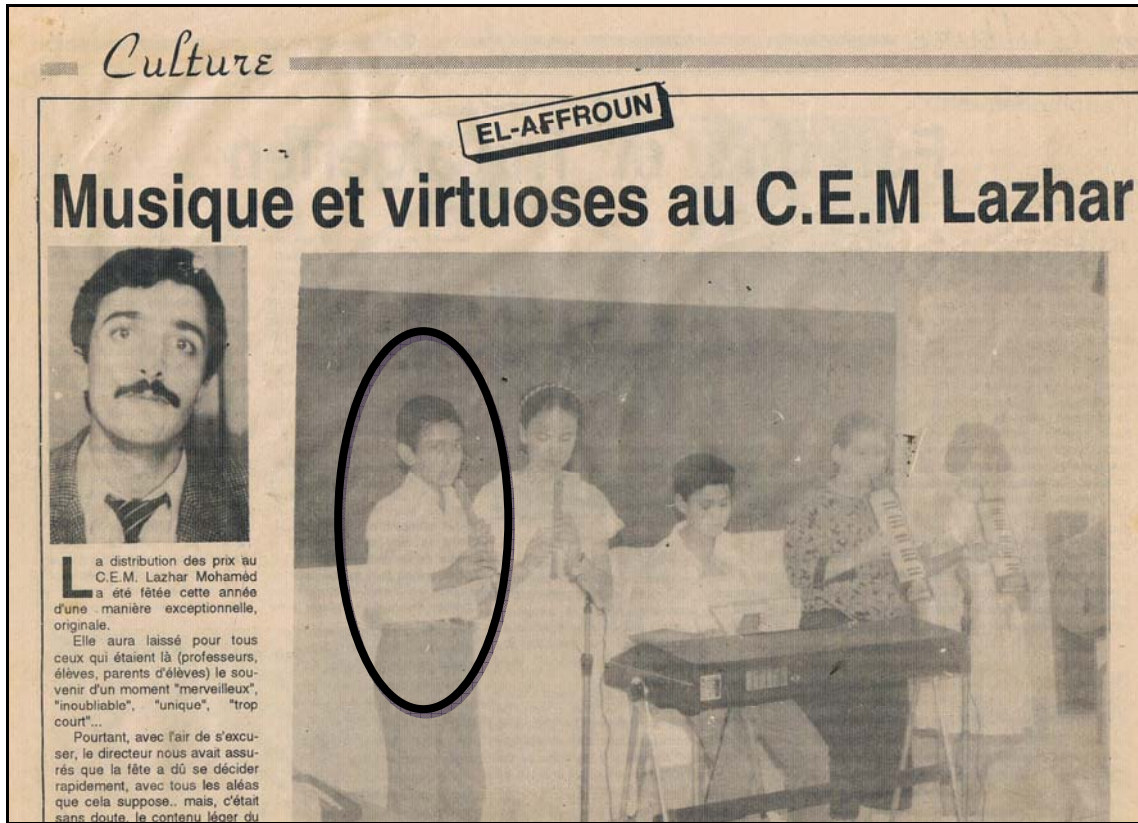 Culture
EL-AFFROUN
Musique et virtuoses au C.E.M Lazhar
La distribution des prix au
C.E.M. Lazhar Mohamèd
a été fêtée cette année
d'une manière exceptionnelle,
originale.
Elle aura laissé pour tous
ceux qui étaient là (professeurs,
élèves, parents d'élèves) le sou-
venir d'un moment "merveilleux",
"inoubliable", "unique", "trop
court"...
Pourtant, avec l'air de s'excu-
ser, le directeur nous avait assu-
rés que la fête a dû se décider
rapidement, avec tous les aléas
que cela suppose.. mais, c'était
sans doute, le contenu léger du